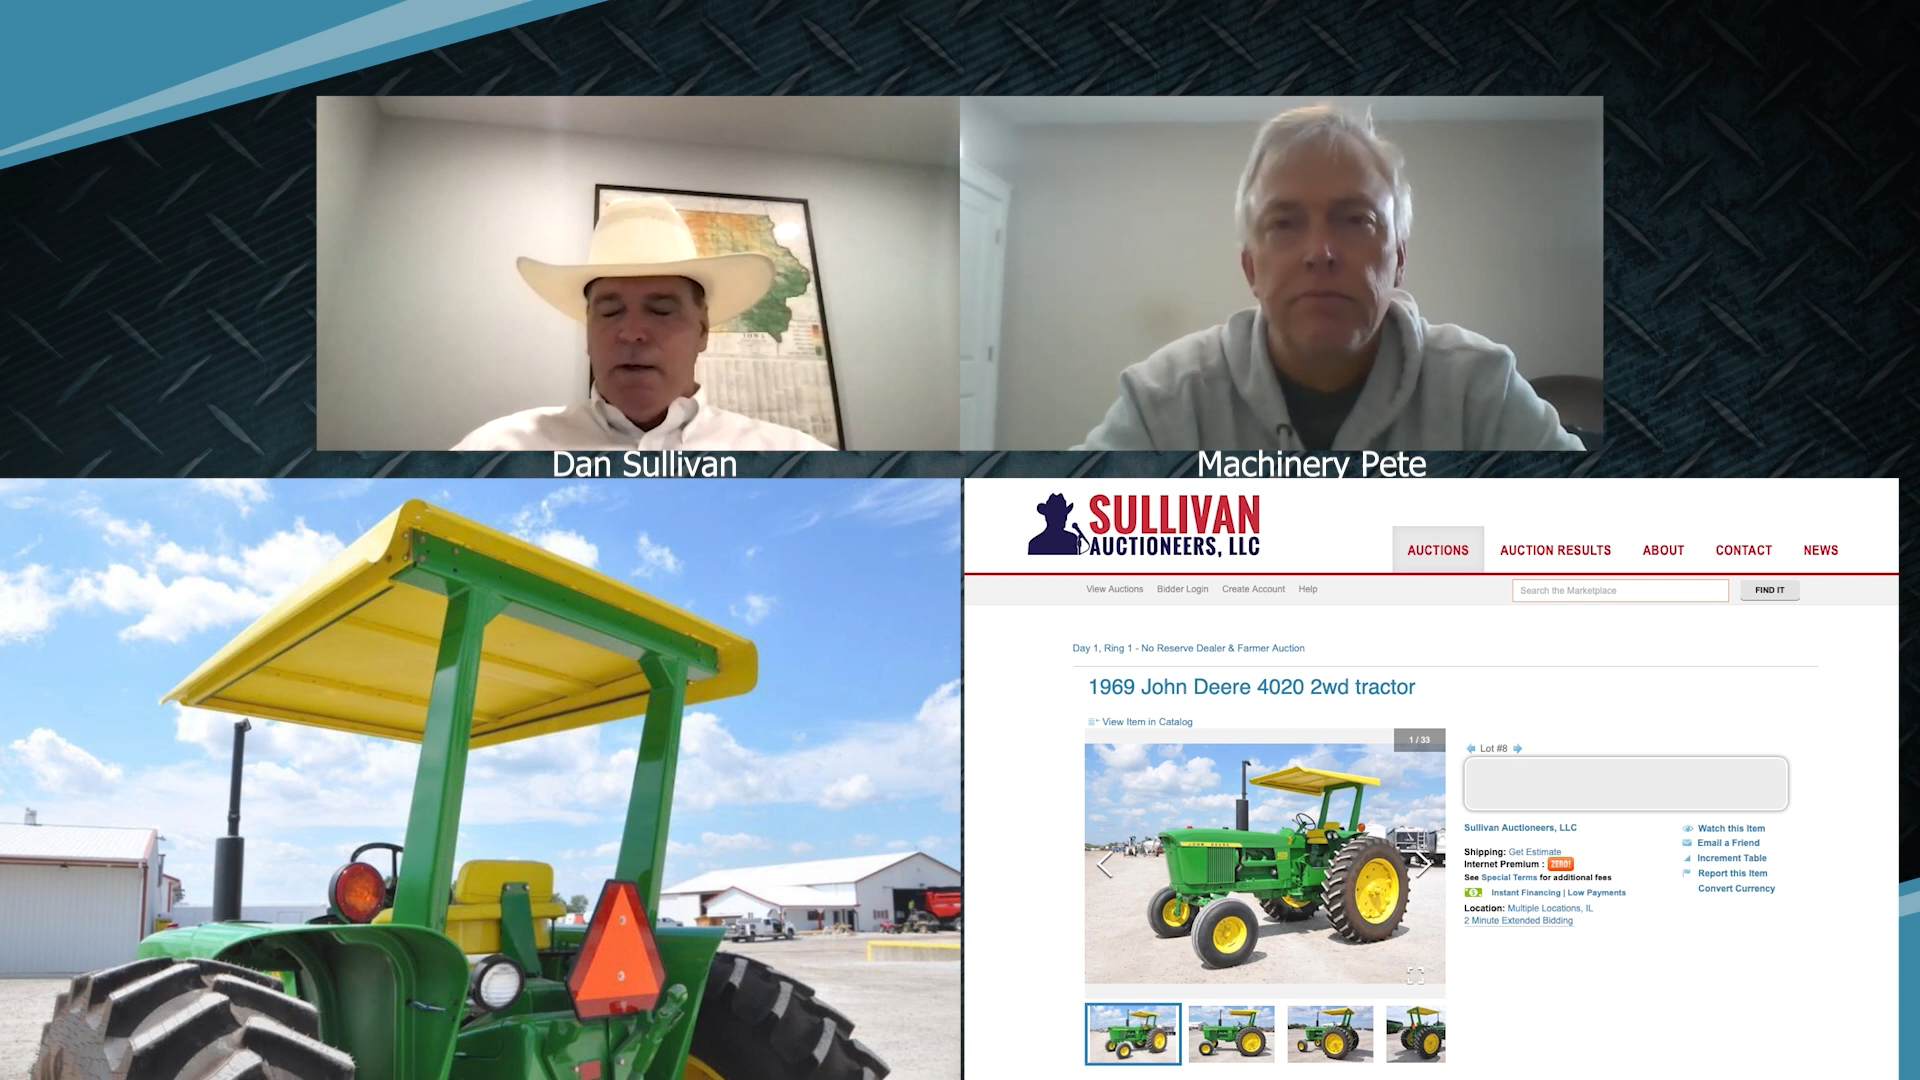 IOWA
Dan Sullivan
Machinery Pete
SULLIVAN
AUCTIONEERS, LLC
AUCTIONS
AUCTION RESULTS
ABOUT
CONTACT
NEWS
View Auctions
Bidder Login
Create Account
Help
Search the Marketplace
FIND IT
Day 1, Ring 1 - No Reserve Dealer & Farmer Auction
1969 John Deere 4020 2wd tractor
View Item in Catalog
1 / 33
Lot #8
Sullivan Auctioneers, LLC
Shipping: Get Estimate
Internet Premium : ZERO!
See Special Terms for additional fees
Instant Financing | Low Payments
Location: Multiple Locations, IL
2 Minute Extended Bidding
Watch this Item
Email a Friend
Increment Table
Report this Item
Convert Currency
JOHN DEERE